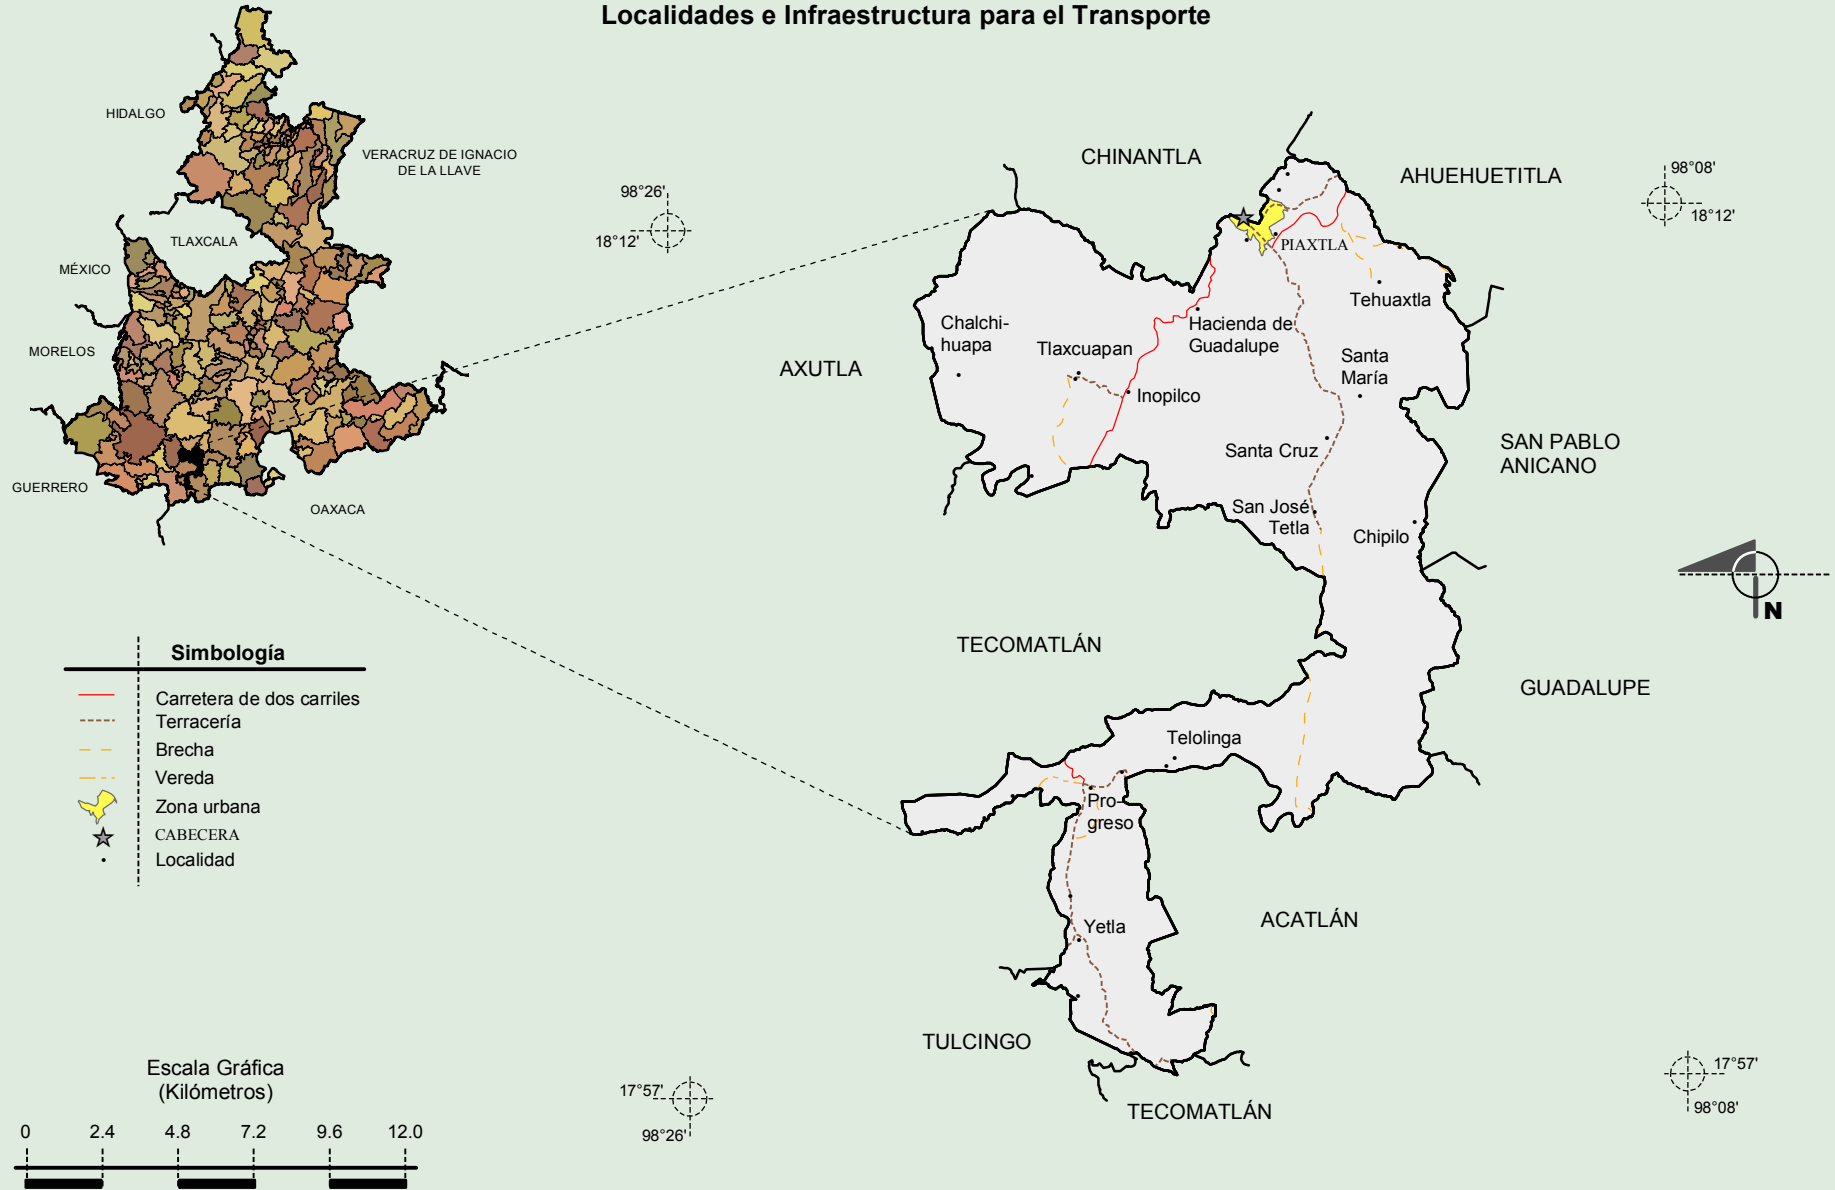 Localidades e Infraestructura para el Transporte
HIDALGO
VERACRUZ DE IGNACIO
DE LA LLAVE
TLAXCALA
MÉXICO
MORELOS
GUERRERO
OAXACA
98°26'
18°12'
98°08'
18°12'
CHINANTLA
AHUEHUETITLA
AXUTLA
SAN PABLO
ANICANO
TECOMATLÁN
GUADALUPE
ACATLÁN
TULCINGO
TECOMATLÁN
PIAXTLA
Tehuaxtla
Chalchi-
huapa
Tlaxcuapan
Hacienda de
Guadalupe
Santa
María
Inopilco
Santa Cruz
San José
Tetla
Chipilo
Telolinga
Pro-
greso
Yetla
N
Simbología
Carretera de dos carriles
Terracería
Brecha
Vereda
Zona urbana
CABECERA
Localidad
Escala Gráfica
(Kilómetros)
0 2.4 4.8 7.2 9.6 12.0
17°57'
98°26'
17°57'
98°08'